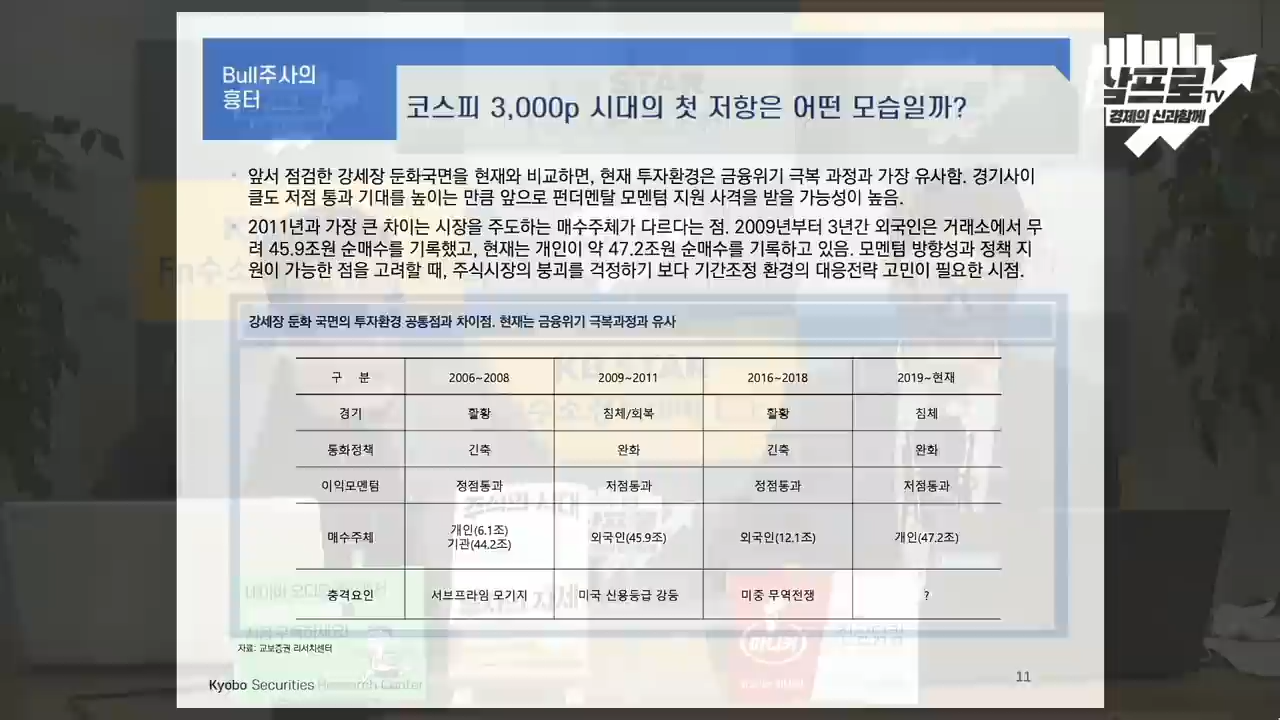 Bull주사의
흉터
코스피 3,000p 시대의 첫 저항은 어떤 모습일까?
삼프로TV
경제의 신과함께
• 앞서 점검한 강세장 둔화국면을 현재와 비교하면, 현재 투자환경은 금융위기 극복 과정과 가장 유사함. 경기사이
클도 저점 통과 기대를 높이는 만큼 앞으로 펀더멘탈 모멘텀 지원 사격을 받을 가능성이 높음.
• 2011년과 가장 큰 차이는 시장을 주도하는 매수주체가 다르다는 점. 2009년부터 3년간 외국인은 거래소에서 무
려 45.9조원 순매수를 기록했고, 현재는 개인이 약 47.2조원 순매수를 기록하고 있음. 모멘텀 방향성과 정책 지
원이 가능한 점을 고려할 때, 주식시장의 붕괴를 걱정하기 보다 기간조정 환경의 대응전략 고민이 필요한 시점.
강세장 둔화 국면의 투자환경 공통점과 차이점. 현재는 금융위기 극복과정과 유사
구 분 2006~2008 2009~2011 2016~2018 2019~현재
경기 활황 침체/회복 활황 침체
통화정책 긴축 완화 긴축 완화
이익모멘텀 정점통과 저점통과 정점통과 저점통과
매수주체 개인(6.1조) 기관(44.2조) 외국인(45.9조) 외국인(12.1조) 개인(47.2조)
충격요인 서브프라임 모기지 미국 신용등급 강등 미중 무역전쟁 ?
자료: 교보증권 리서치센터
Kyobo Securities Research Center
11
KB STAR
주식의 시대
마니커